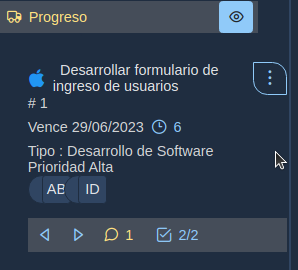 Progreso
Desarrollar formulario de
ingreso de usuarios
# 1
Vence 29/06/2023 6
Tipo : Desarrollo de Software
Prioridad Alta
AB ID
1 2/2